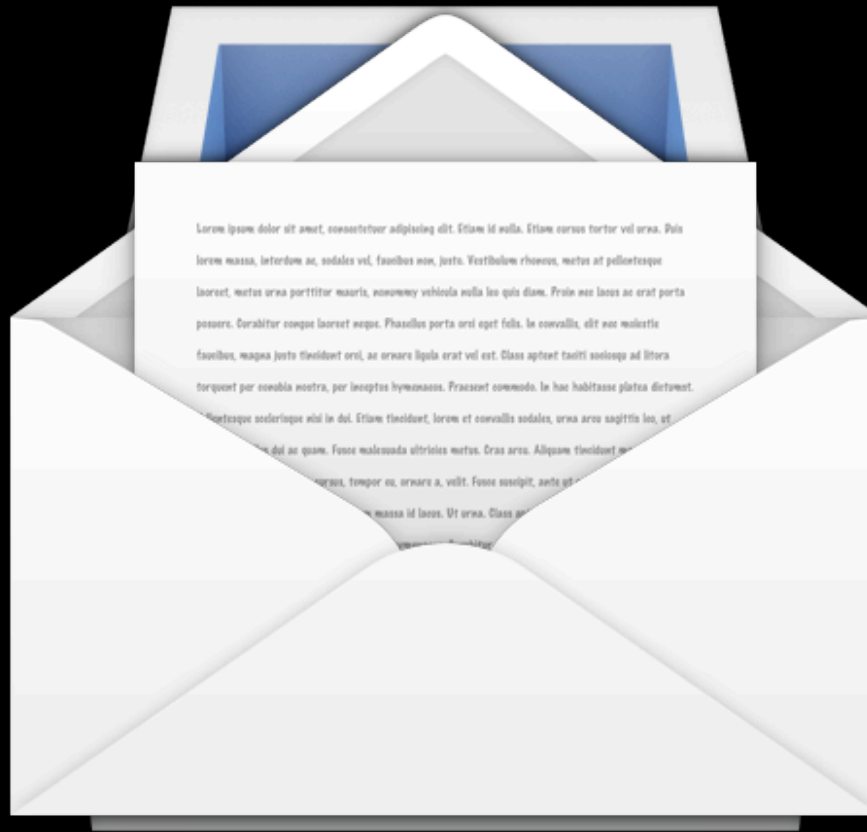 Lorem ipsum dolor sit amet, consectetuer adipiscing elit. Etiam id nulla. Etiam cursus tortor vel urna. Duis
lorem massa, interdum ac, sodales vel, faucibus non, justo. Vestibulum rhoncus, metus at pellentesque
laoreet, metus urna porttitor mauris, nonummy vehicula nulla leo quis diam. Proin nec lacus ac erat porta
posuere. Curabitur congue laoreet neque. Phasellus porta orci eget felis. In convallis, elit nec molestie
faucibus, magna justo tincidunt orci, ac ornare ligula erat vel est. Class aptent taciti sociosqu ad litora
torquent per conubia nostra, per inceptos hymenaeos. Praesent commodo. In hac habitasse platea dictumst.
scelerisque nisi in dui. Etiam tincidunt, lorem et convallis sodales, urna arcu sagittis leo, ut
dui ac quam. Fusce malesuada ultricies metus. Cras arcu. Aliquam tincidunt
cursus, tempor eu, ornare a, velit. Fusce suscipit, ante ut
massa id lacus. Ut urna. Class